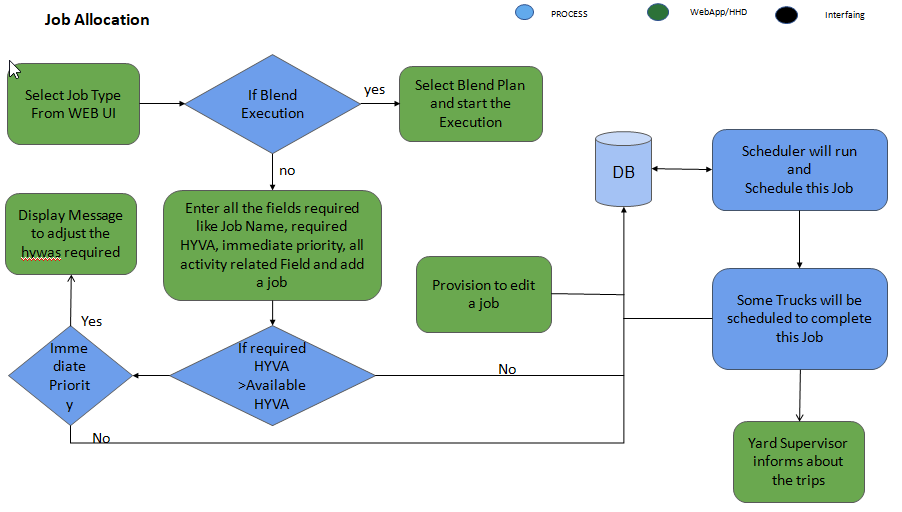 Job Allocation
PROCESS
WebApp/HHD
Interfaing
Select Job Type
From WEB UI
If Blend
Execution
yes
Select Blend Plan
and start the
Execution
no
DB
Scheduler will run
and
Schedule this Job
Display Message
to adjust the
hywas required
Enter all the fields required
like Job Name, required
HYVA, immediate priority, all
activity related Field and add
a job
Provision to edit
a job
Some Trucks will be
scheduled to complete
this Job
Yes
Imme
diate
Priorit
y
If required
HYVA
>Available
HYVA
No
No
Yard Supervisor
informs about
the trips